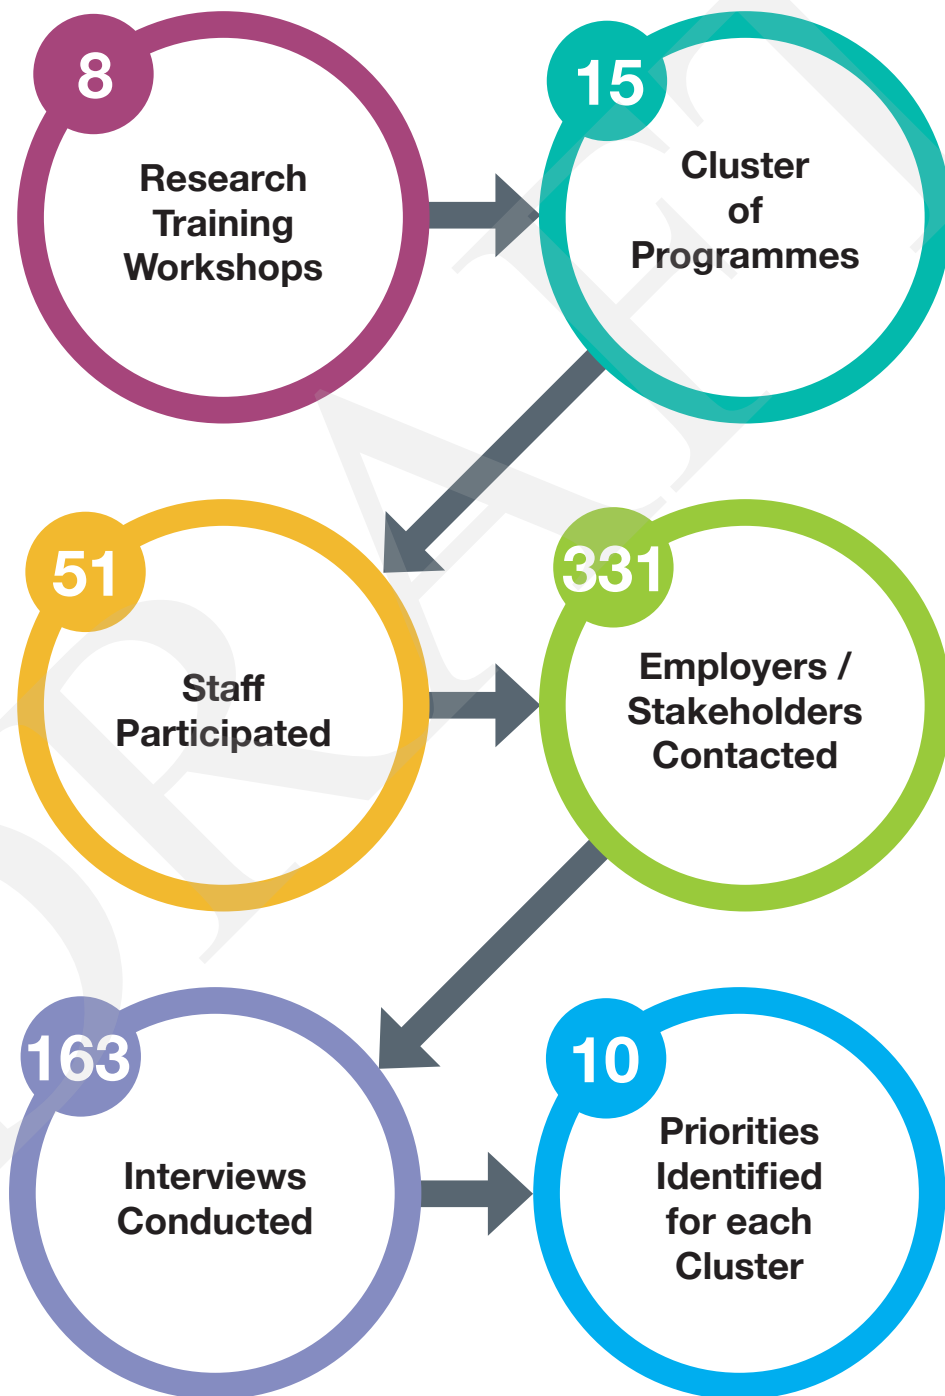 8
Research
Training
Workshops
15
Cluster
of
Programmes
51
Staff
Participated
331
Employers /
Stakeholders
Contacted
163
Interviews
Conducted
10
Priorities
Identified
for each
Cluster
DRAFT